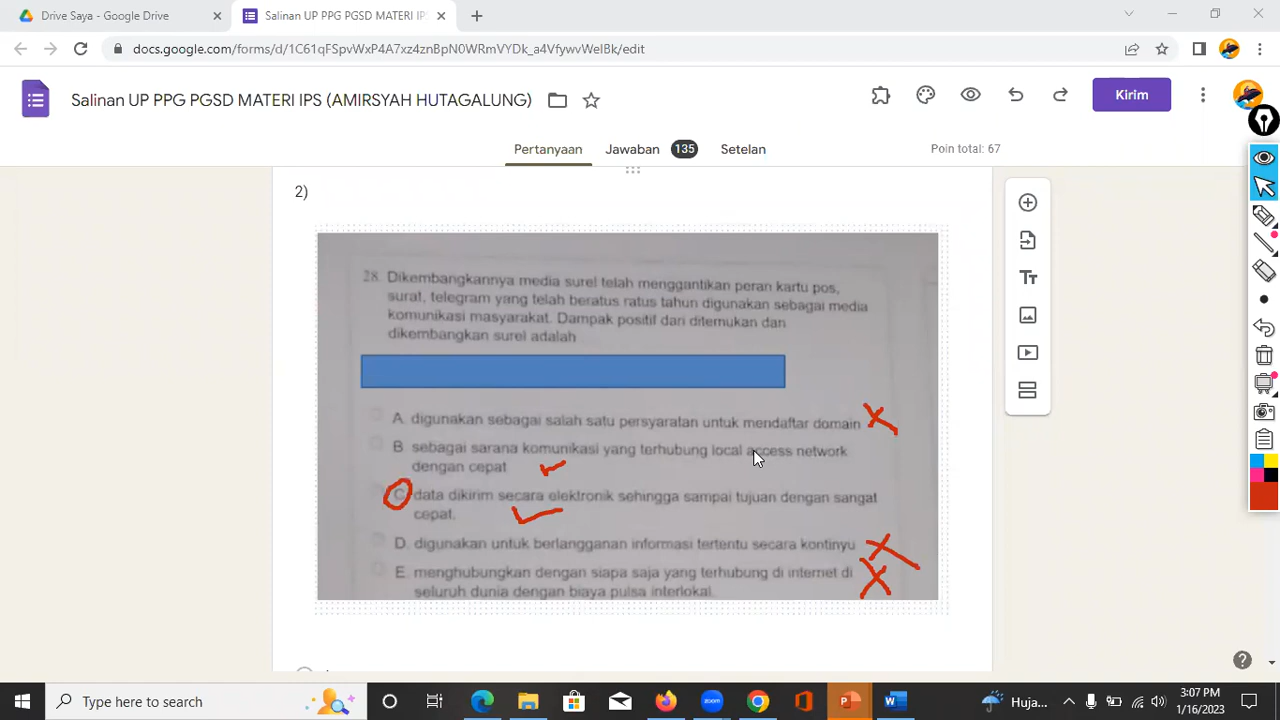 Drive Saya - Google Drive
Salinan UP PPG PGSD MATERI IPS
docs.google.com/forms/d/1C61qFSpvWxP4A7xz4znBpN0WRmVYDk_a4VfywvWelBk/edit
Salinan UP PPG PGSD MATERI IPS (AMIRSYAH HUTAGALUNG)
Kirim
Pertanyaan
Jawaban 135
Setelan
Poin total: 67
2)
28. Dikembangkannya media surel telah menggantikan peran kartu pos,
surat, telegram yang telah beratus ratus tahun digunakan sebagai media
komunikasi masyarakat. Dampak positif dari ditemukan dan
dikembangkan surel adalah
A. digunakan sebagai salah satu persyaratan untuk mendaftar domain
B sebagai sarana komunikasi yang terhubung local access network
dengan cepat
C. data dikirim secara elektronik sehingga sampai tujuan dengan sangat
cepat.
D. digunakan untuk berlangganan informasi tertentu secara kontinyu
E. menghubungkan dengan siapa saja yang terhubung di internet di
seluruh dunia dengan biaya pulsa interlokal.
Type here to search
zoom
Huja...
3:07 PM
1/16/2023